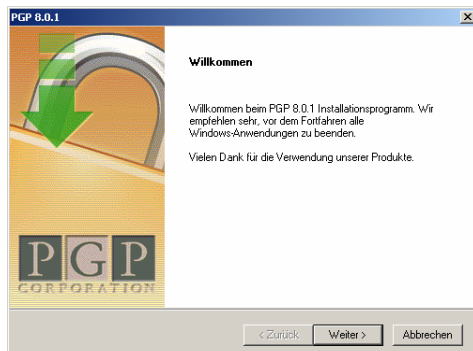 PGP 8.0.1
Willkommen
Willkommen beim PGP 8.0.1 Installationsprogramm. Wir
empfehlen sehr, vor dem Fortfahren alle
Windows-Anwendungen zu beenden.
Vielen Dank für die Verwendung unserer Produkte.
PGP
CORPORATION
< Zurück
Weiter >
Abbrechen